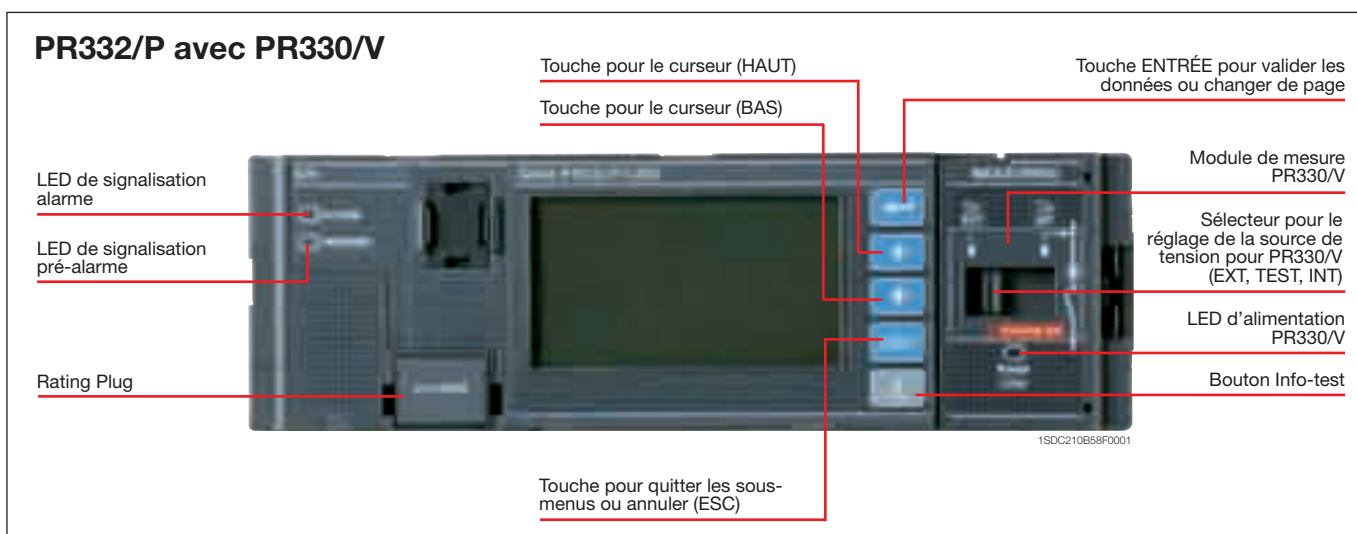 PR332/P avec PR330/V
Touche pour le curseur (HAUT)
Touche pour le curseur (BAS)
Touche ENTRÉE pour valider les
données ou changer de page
LED de signalisation
alarme
LED de signalisation
pré-alarme
Rating Plug
Module de mesure
PR330/V
Sélecteur pour le
réglage de la source de
tension pour PR330/V
(EXT, TEST, INT)
LED d'alimentation
PR330/V
Bouton Info-test
1SDC210B58F0001
Touche pour quitter les sous-
menus ou annuler (ESC)